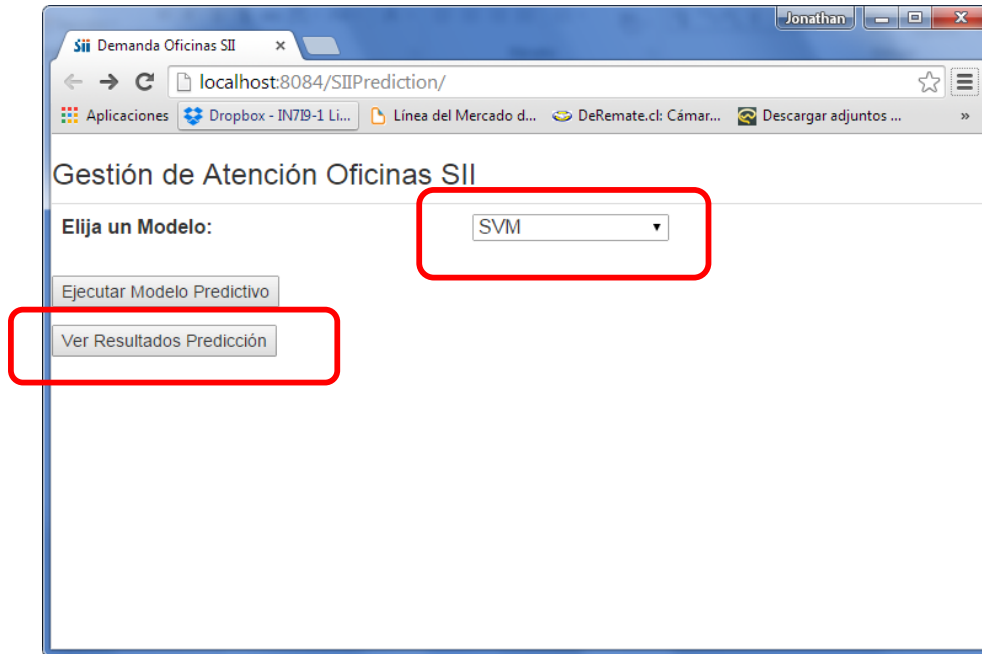 Jonathan
Sii Demanda Oficinas SII
localhost:8084/SIIPrediction/
Aplicaciones Dropbox - IN7I9-1 Li... Línea del Mercado d... DeRemate.cl: Cámar... Descargar adjuntos ... »
Gestión de Atención Oficinas SII
Elija un Modelo: SVM
Ejecutar Modelo Predictivo
Ver Resultados Predicción